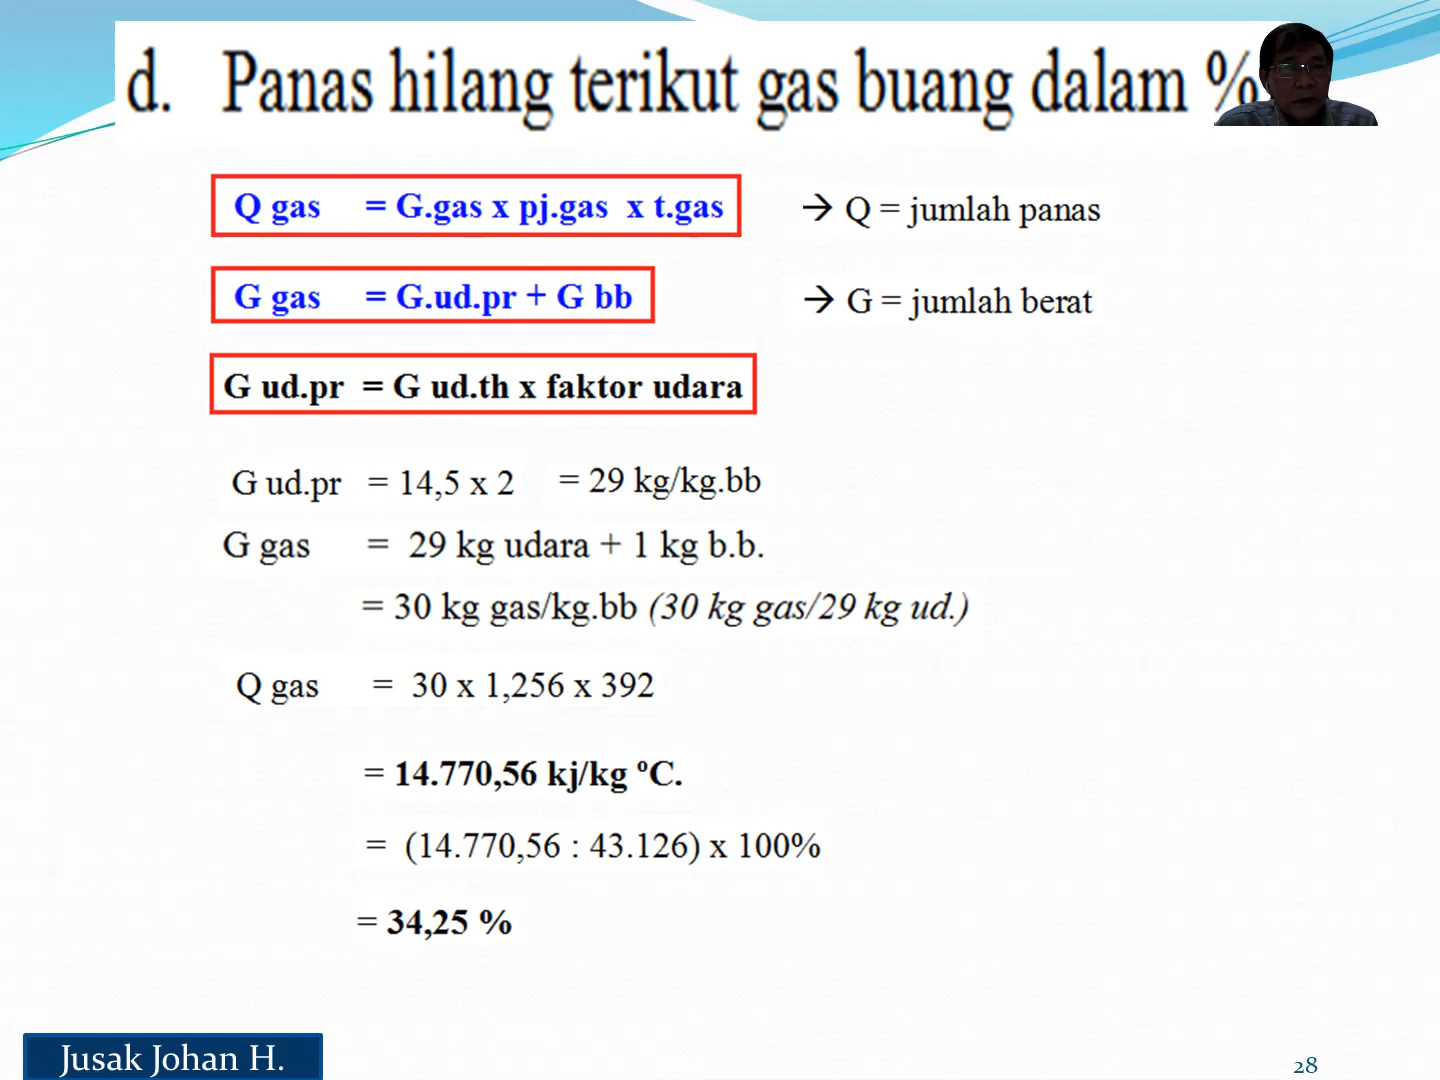 d. Panas hilang terikut gas buang dalam %
Q gas = G.gas x pj.gas x t.gas → Q = jumlah panas
G gas = G.ud.pr + G bb → G = jumlah berat
G ud.pr = G ud.th x faktor udara
G ud.pr = 14,5 x 2 = 29 kg/kg.bb
G gas = 29 kg udara + 1 kg b.b.
= 30 kg gas/kg.bb (30 kg gas/29 kg ud.)
Q gas = 30 x 1,256 x 392
= 14.770,56 kj/kg ºC.
= (14.770,56 : 43.126) x 100%
= 34,25 %
Jusak Johan H.
28